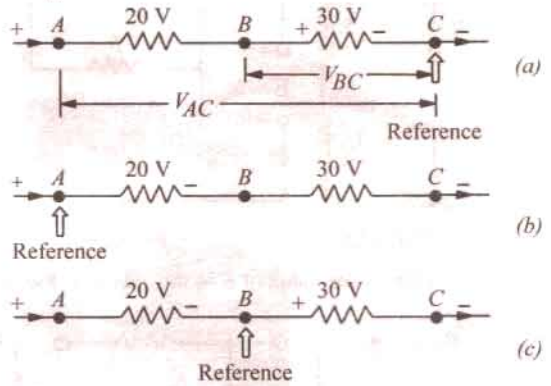 20 V 30 V
+ A B + − C −
V_BC
V_AC
(a)
Reference
20 V 30 V
+ A − B C −
(b)
Reference
20 V 30 V
+ A − B + C −
(c)
Reference